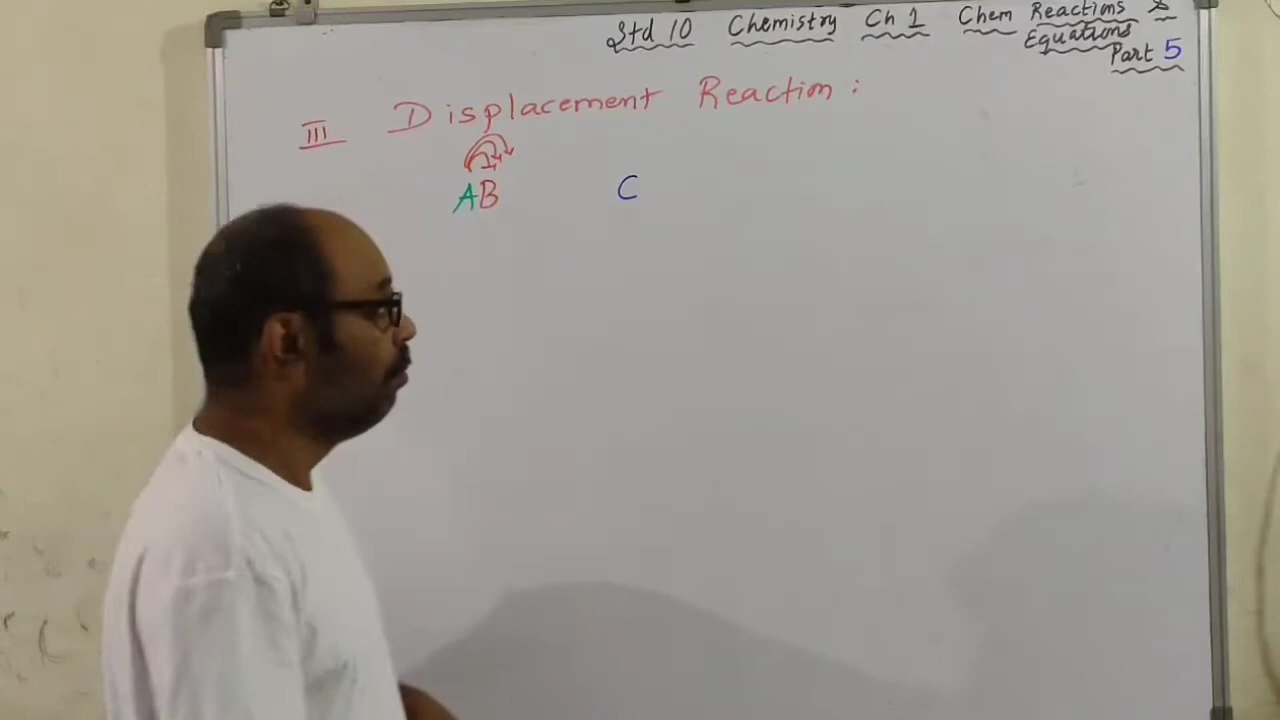 Std 10 Chemistry Ch 1 Chem Reactions &
Equations
Part 5
III Displacement Reaction :
AB C